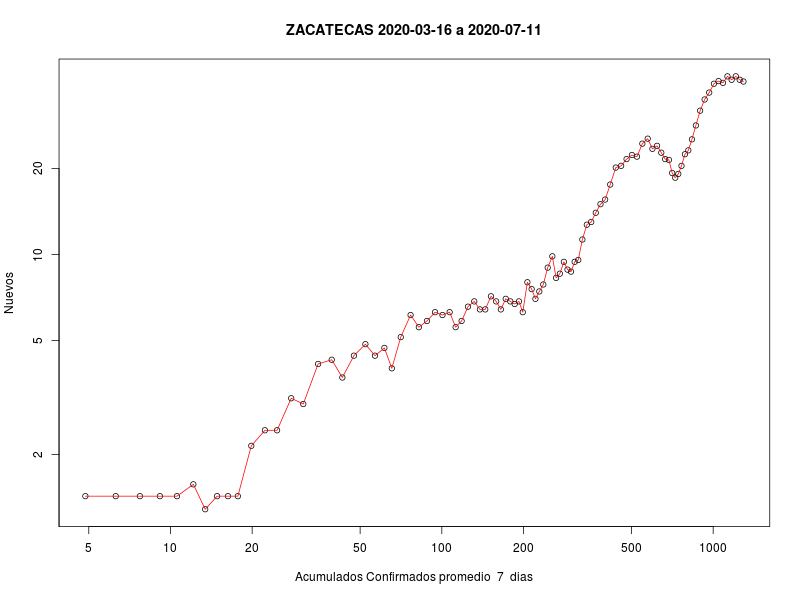 ZACATECAS 2020-03-16 a 2020-07-11
Nuevos
20
10
5
2
5 10 20 50 100 200 500 1000
Acumulados Confirmados promedio 7 dias